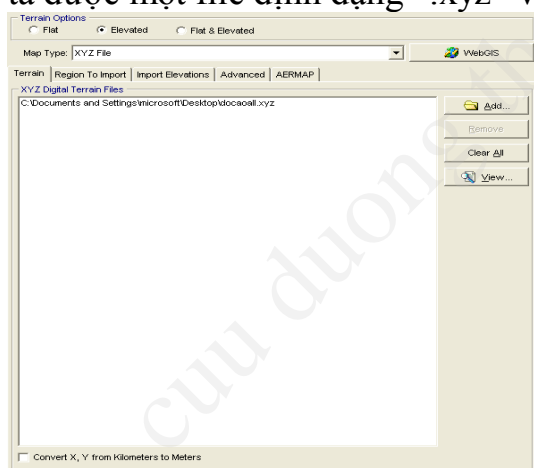 ta được một file định dạng ".xyz"
Terrain Options
Flat Elevated Flat & Elevated
Map Type: XYZ File WebGIS
Terrain Region To Import Import Elevations Advanced AERMAP
XYZ Digital Terrain Files
C:\Documents and Settings\microsoft\Desktop\docaoall.xyz
Add...
Remove
Clear All
View...
Convert X, Y from Kilometers to Meters
cuu duong